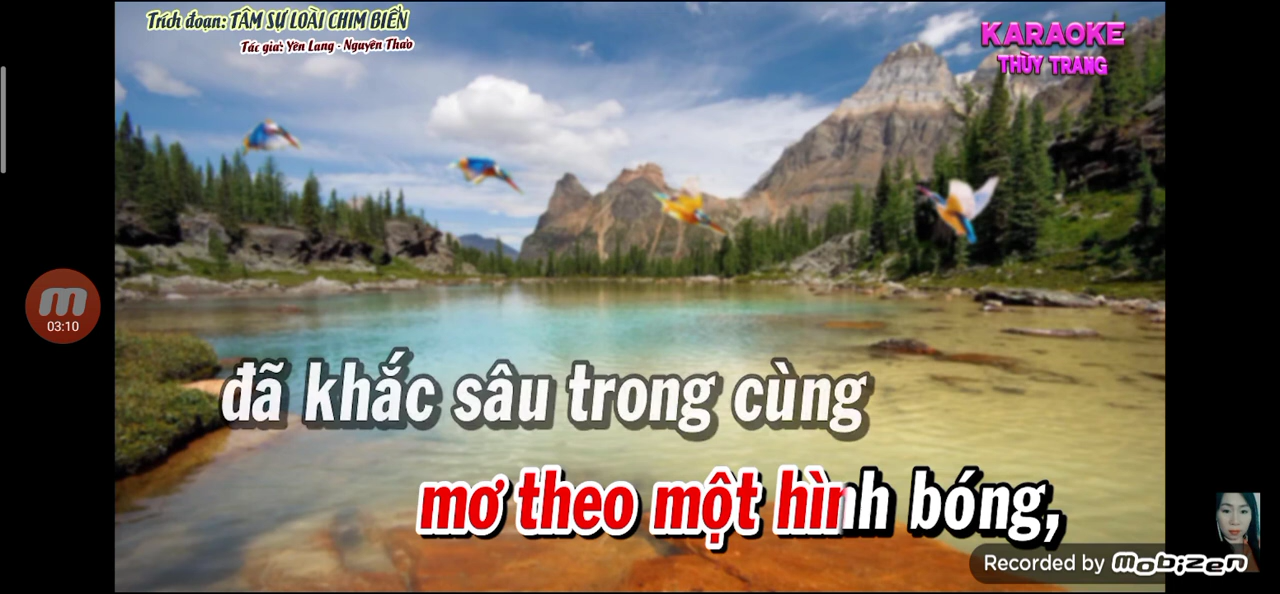 Trích đoạn: TÂM SỰ LOÀI CHIM BIỂN
Tác giả: Yên Lang - Nguyên Thảo
KARAOKE
THÙY TRANG
03:10
đã khắc sâu trong cùng
mơ theo một hình bóng,
Recorded by Mobizen